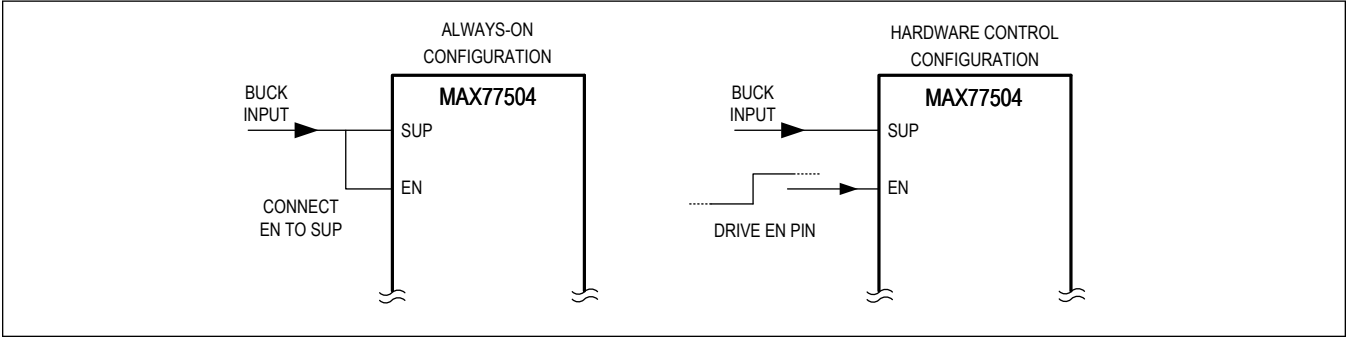 ALWAYS-ON
CONFIGURATION
MAX77504
BUCK
INPUT
SUP
EN
CONNECT
EN TO SUP
HARDWARE CONTROL
CONFIGURATION
MAX77504
BUCK
INPUT
SUP
EN
DRIVE EN PIN